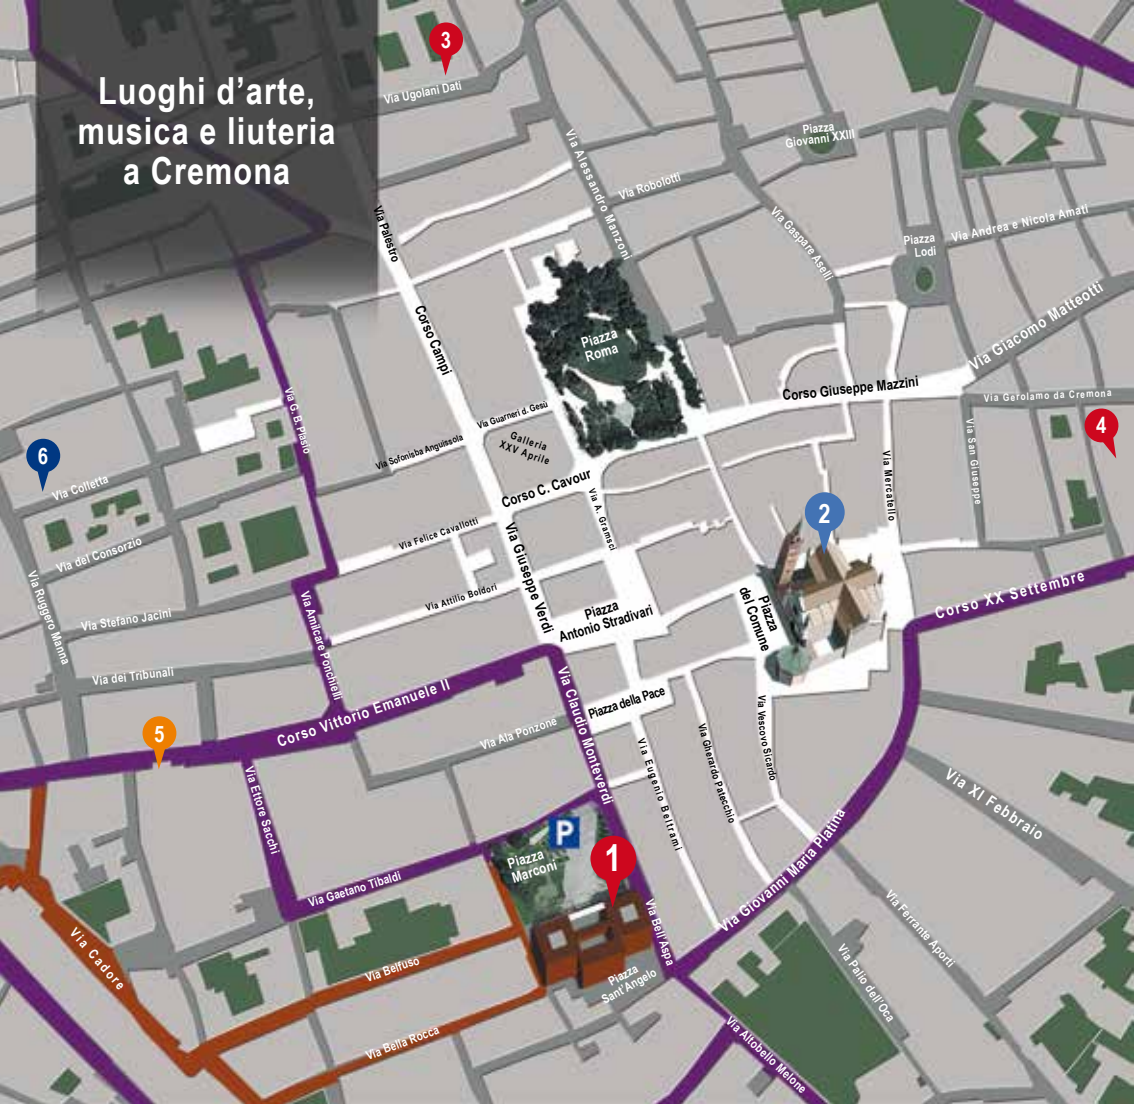 Luoghi d'arte,
musica e liuteria
a Cremona
3
Via Ugolani Dati
Piazza
Giovanni XXIII
Via Alessandro Manzoni
Via Robolotti
Via Palestro
Via Gaspare Aselli
Piazza
Lodi
Via Andrea e Nicola Amati
Via Giacomo Matteotti
Corso Campi
Piazza
Roma
Corso Giuseppe Mazzini
Via Gerolamo da Cremona
4
Via G. B. Plasio
Via Guarneri d. Gesù
Via Sofonisba Anguissola
Galleria
XXV Aprile
Via San Giuseppe
Via Mercatello
6
Via Colletta
Corso C. Cavour
Via A. Gramsci
2
Via Felice Cavallotti
Via Giuseppe Verdi
Via del Consorzio
Via Ruggero Manna
Via Attilio Boldori
Piazza
Antonio Stradivari
Piazza
del Comune
Corso XX Settembre
Via Stefano Jacini
Via Amilcare Ponchielli
Via dei Tribunali
Corso Vittorio Emanuele II
Via Claudio Monteverdi
Piazza della Pace
5
Via Ala Ponzone
Via Eugenio Beltrami
Via Gherardo Patecchio
Via Vescovo Sicardo
Via Ettore Sacchi
Via XI Febbraio
P
1
Piazza
Marconi
Via Giovanni Maria Platina
Via Gaetano Tibaldi
Via Bell'Aspa
Via Ferrante Aporti
Via Cadore
Via Belfuso
Piazza
Sant'Angelo
Via Palio dell'Oca
Via Bella Rocca
Via Altobello Melone